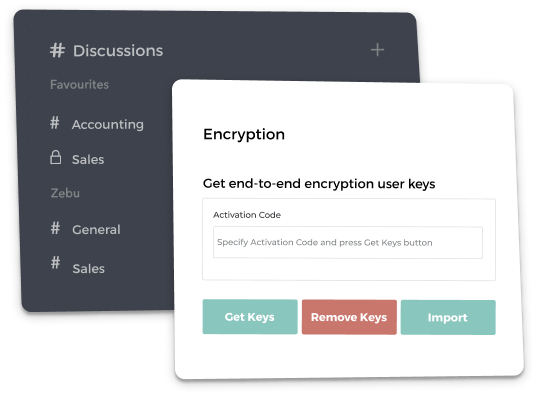 # Discussions +
Favourites
# Accounting
Sales
Zebu
# General
# Sales
Encryption
Get end-to-end encryption user keys
Activation Code
Specify Activation Code and press Get Keys button
Get Keys Remove Keys Import